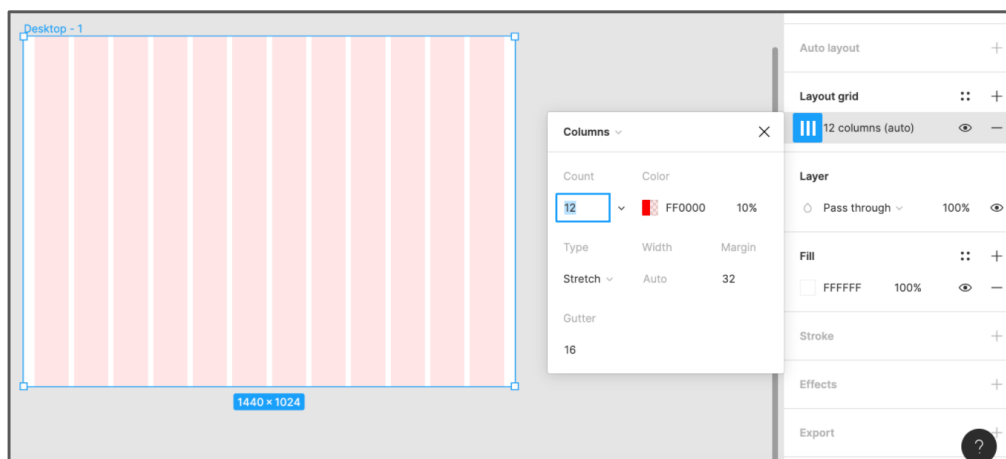 Desktop - 1
1440 × 1024
Columns
Count Color
12 FF0000 10%
Type Width Margin
Stretch Auto 32
Gutter
16
Auto layout
Layout grid
12 columns (auto)
Layer
Pass through 100%
Fill
FFFFFF 100%
Stroke
Effects
Export
?